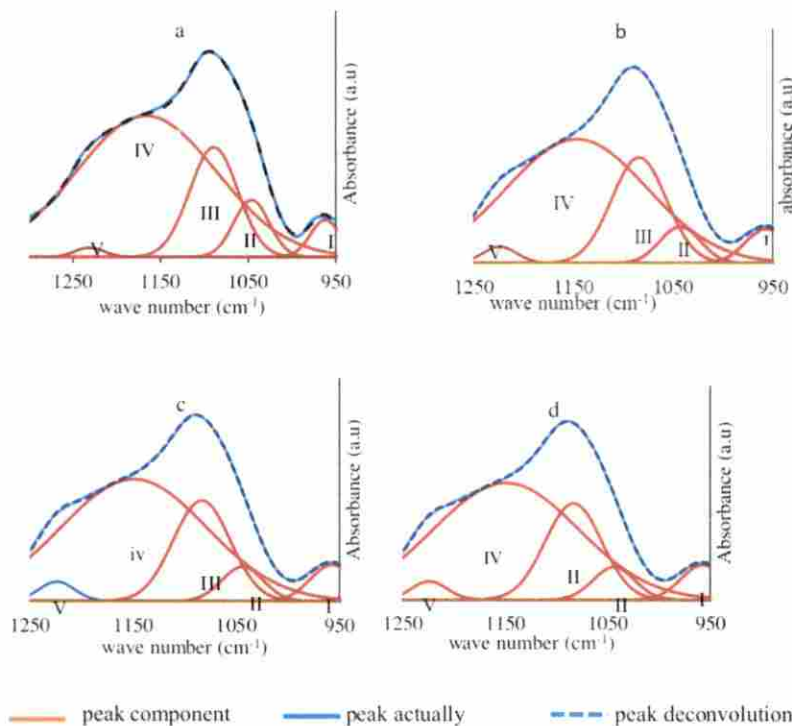 a
IV
III
II
I
V
Absorbance (a.u)
1250 1150 1050 950
wave number (cm-1)
b
IV
III
II
I
V
absorbance (a.u)
1250 1150 1050 950
wave number (cm-1)
c
iv
III
II
I
V
Absorbance (a.u)
1250 1150 1050 950
wave number (cm-1)
d
IV
II
II
I
V
Absorbance (a.u)
1250 1150 1050 950
wave number (cm-1)
peak component peak actually peak deconvolution